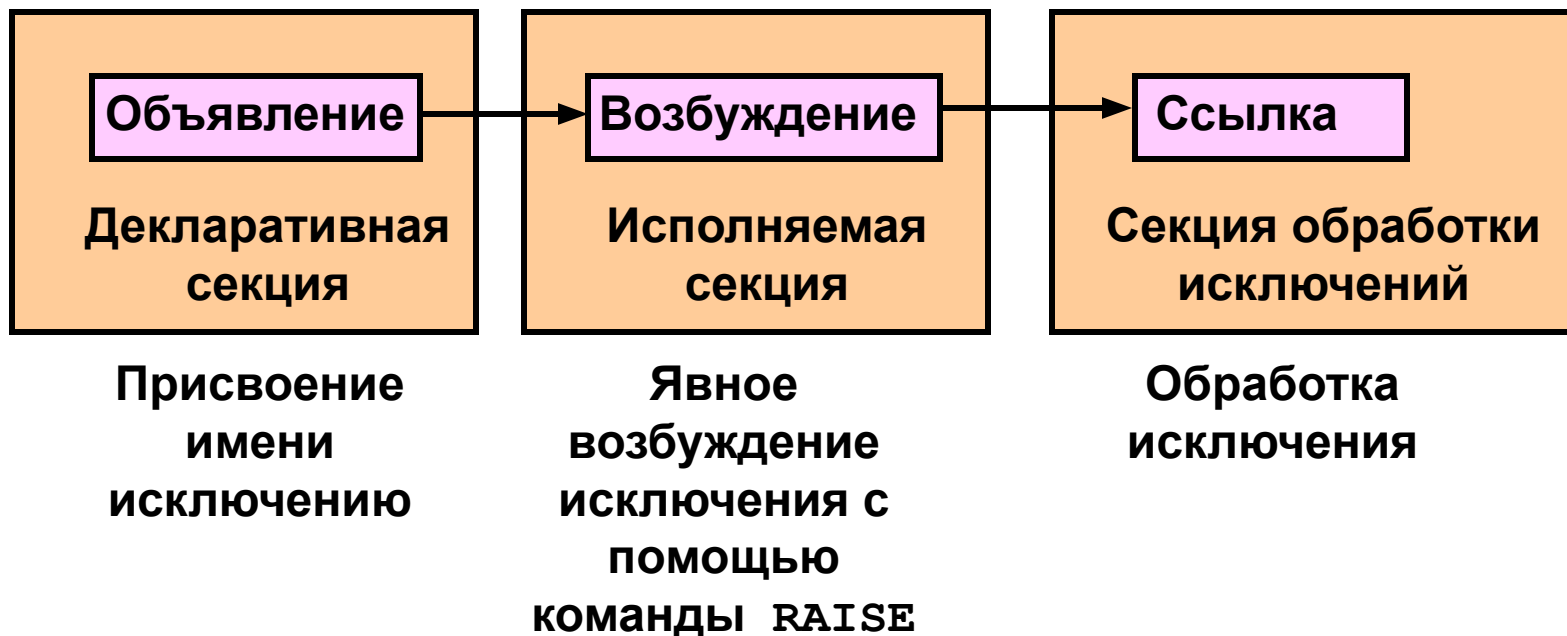 Объявление
Декларативная
секция
Присвоение
имени
исключению
Возбуждение
Исполняемая
секция
Явное
возбуждение
исключения с
помощью
команды RAISE
Ссылка
Секция обработки
исключений
Обработка
исключения